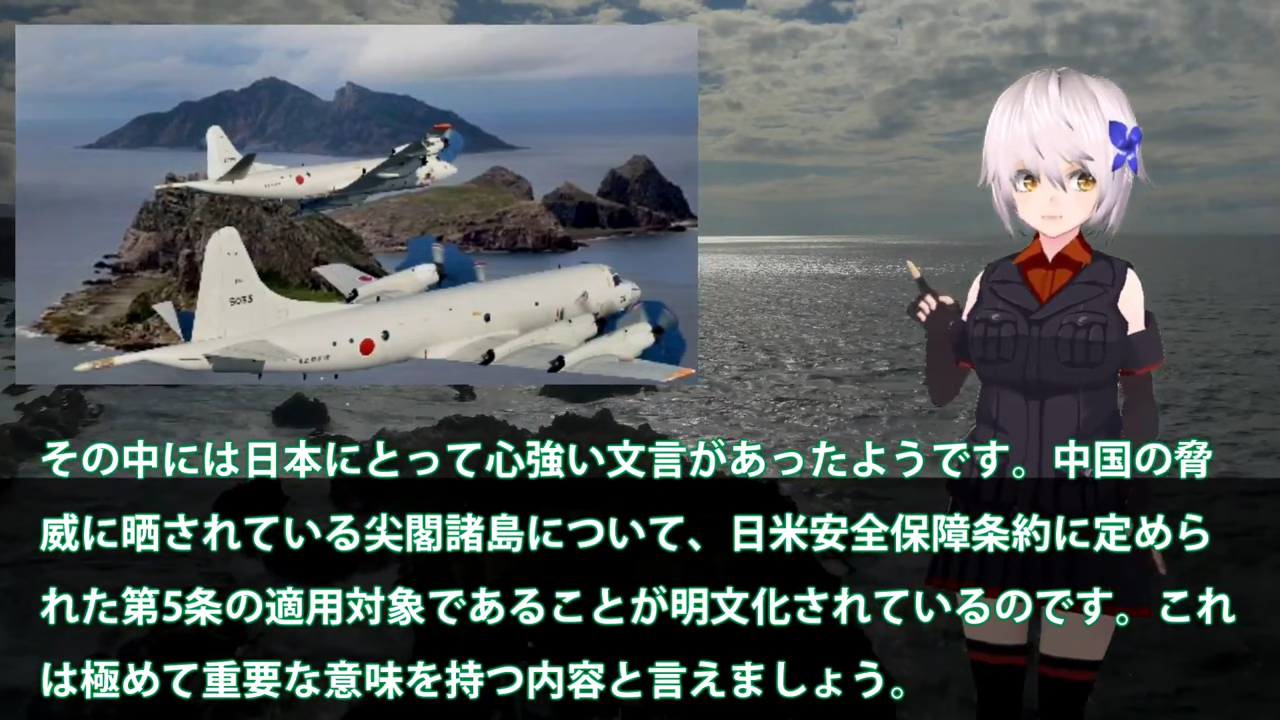 5033
その中には日本にとって心強い文言があったようです。中国の脅
威に晒されている尖閣諸島について、日米安全保障条約に定めら
れた第5条の適用対象であることが明文化されているのです。これ
は極めて重要な意味を持つ内容と言えましょう。